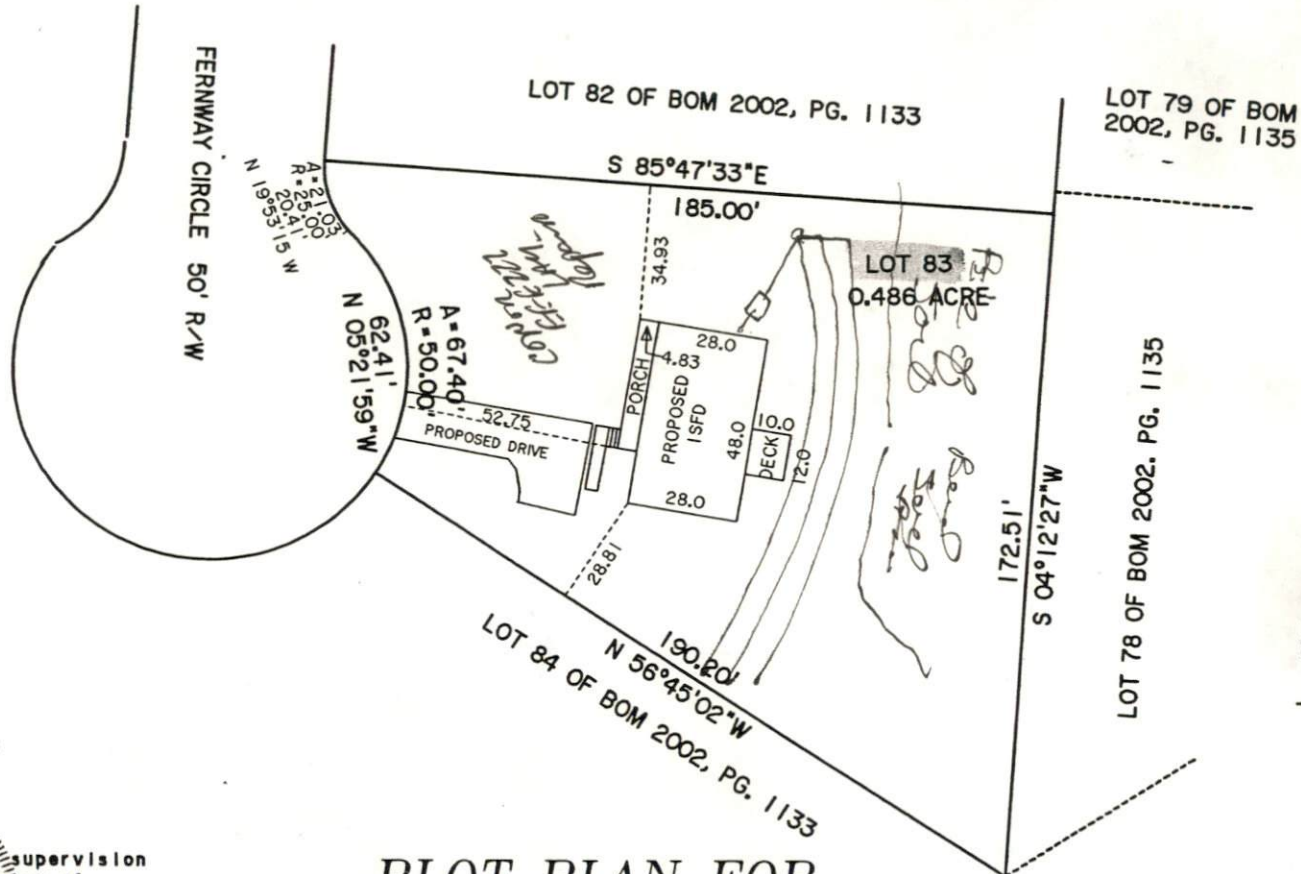 LOT 82 OF BOM 2002, PG. 1133
LOT 79 OF BOM
2002, PG. 1135
FERNWAY CIRCLE 50' R/W
S 85°47'33"E
185.00'
A=21.03'
R=25.00'
20.41'
N 19°53'15 W
34.93
LOT 83
0.486 ACRE
A=67.40'
R=50.00'
62.41'
N 05°21'59"W
28.0
4.83
PORCH
PROPOSED
1SFD
48.0
10.0
DECK
12.0
52.75
PROPOSED DRIVE
28.0
28.81
172.51'
S 04°12'27"W
LOT 78 OF BOM 2002. PG. 1135
190.20'
N 56°45'02"W
LOT 84 OF BOM 2002, PG. 1133
supervision
PLOT PLAN FOR